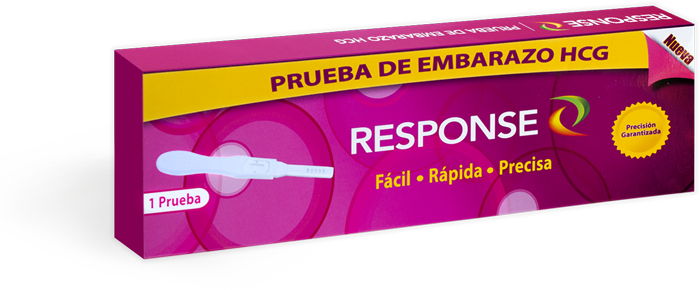 RESPONSE | PRUEBA DE EMBARAZO HCG
Nueva
PRUEBA DE EMBARAZO HCG
RESPONSE
Fácil • Rápida • Precisa
Precisión
Garantizada
1 Prueba